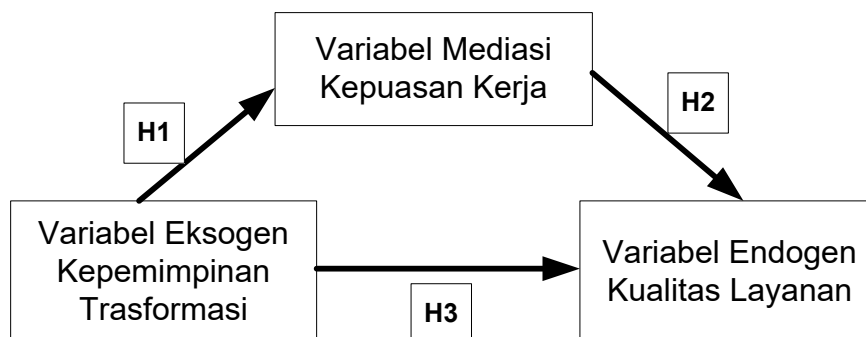 Variabel Mediasi
Kepuasan Kerja
H1
H2
Variabel Eksogen
Kepemimpinan
Trasformasi
Variabel Endogen
Kualitas Layanan
H3